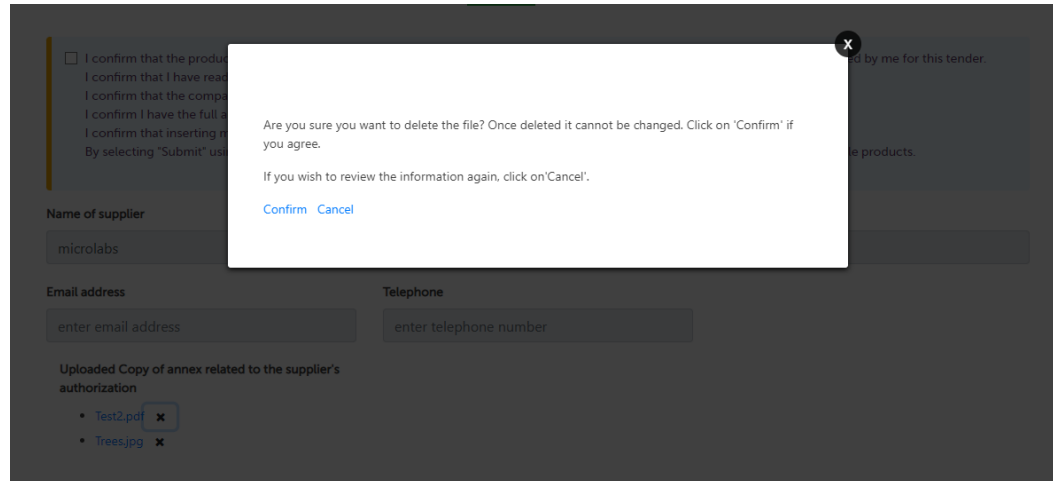 I confirm that the produ
ed by me for this tender.
I confirm that I have read
I confirm that the compa
I confirm I have the full a
I confirm that inserting m
By selecting "Submit" usi
le products.
X
Are you sure you want to delete the file? Once deleted it cannot be changed. Click on 'Confirm' if
you agree.
If you wish to review the information again, click on'Cancel'.
Confirm Cancel
Name of supplier
microlabs
Email address
Telephone
enter email address
enter telephone number
Uploaded Copy of annex related to the supplier's
authorization
Test2.pdf
Trees.jpg